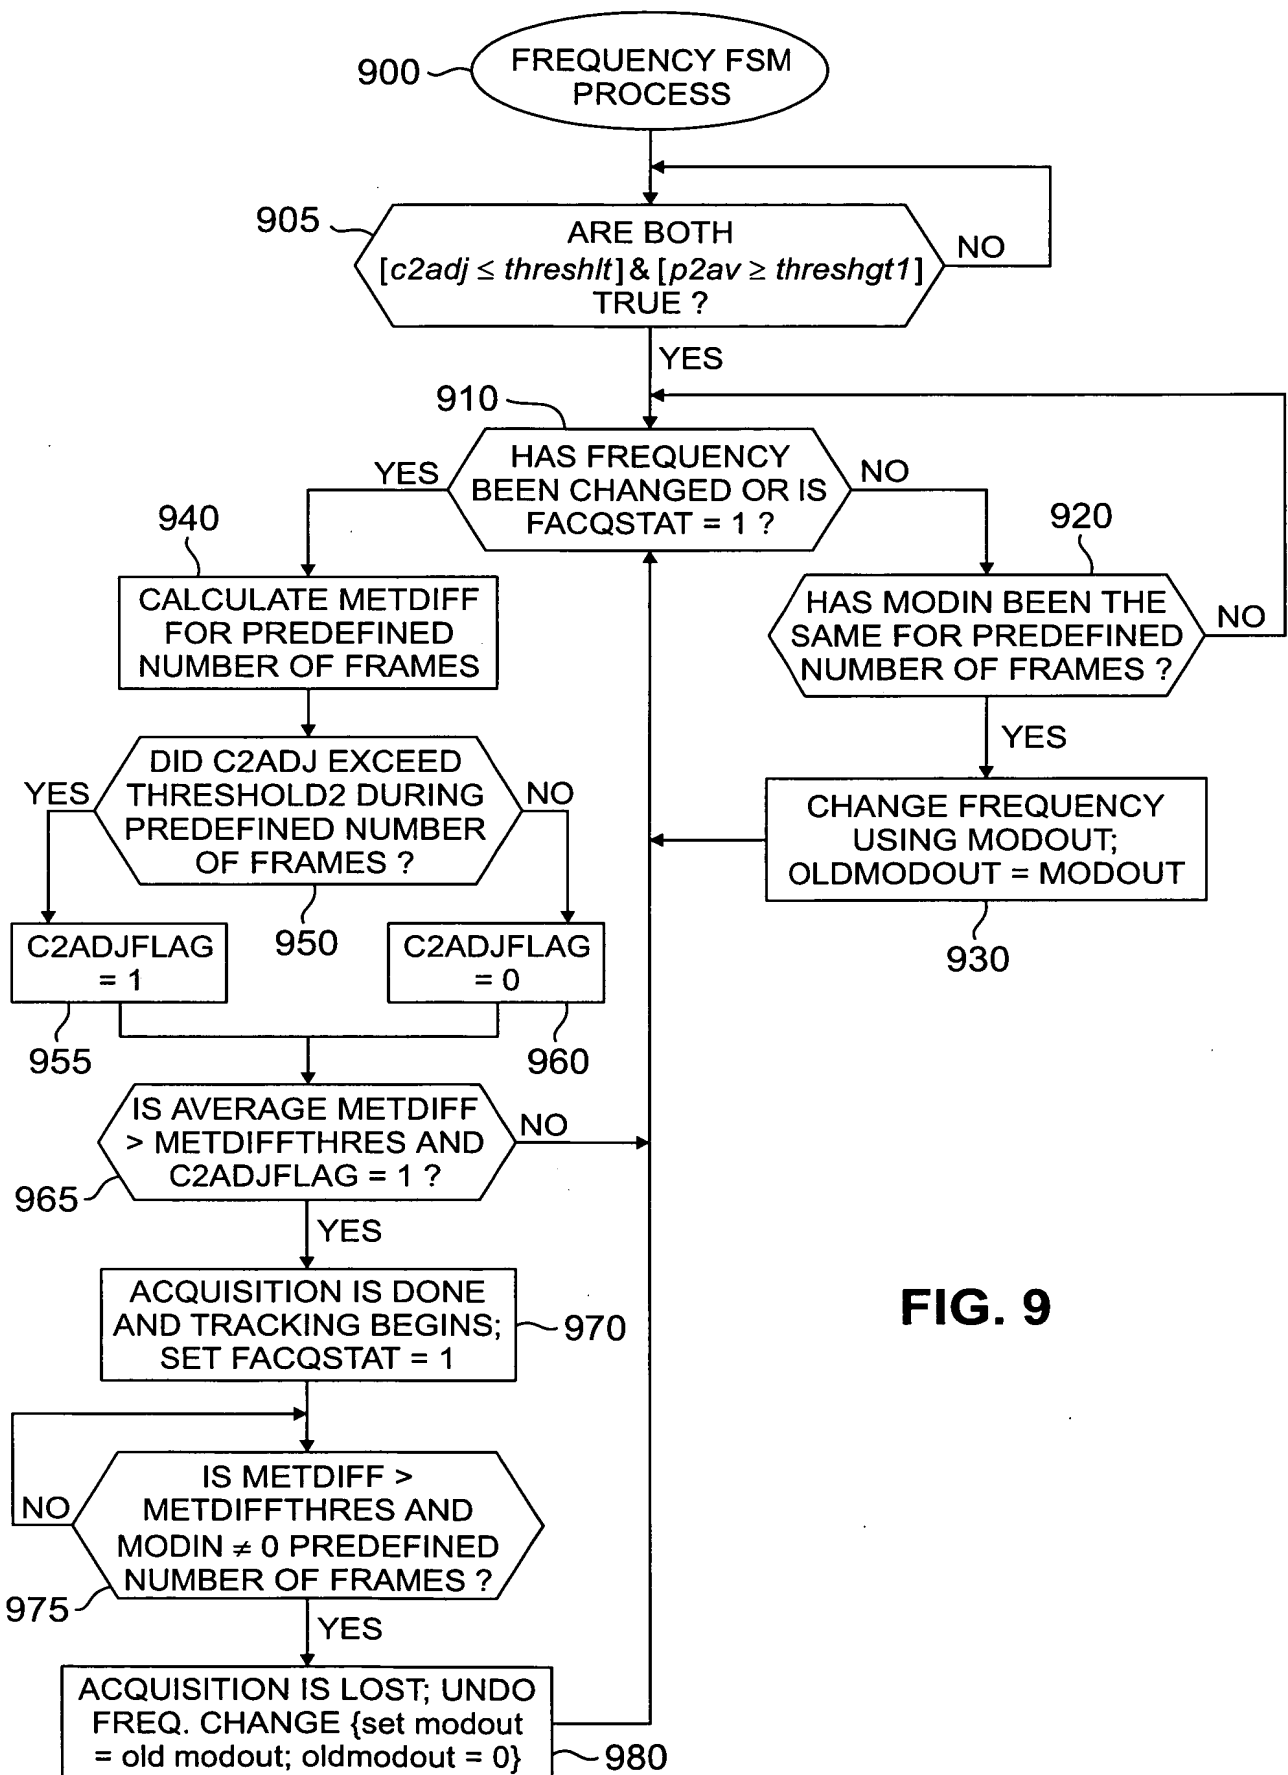 FREQUENCY FSM
PROCESS
900
905
ARE BOTH
[c2adj ≤ threshlt] & [p2av ≥ threshgt1]
TRUE ?
NO
YES
910
HAS FREQUENCY
BEEN CHANGED OR IS
FACQSTAT = 1 ?
YES
NO
920
HAS MODIN BEEN THE
SAME FOR PREDEFINED
NUMBER OF FRAMES ?
NO
YES
CHANGE FREQUENCY
USING MODOUT;
OLDMODOUT = MODOUT
930
940
CALCULATE METDIFF
FOR PREDEFINED
NUMBER OF FRAMES
DID C2ADJ EXCEED
THRESHOLD2 DURING
PREDEFINED NUMBER
OF FRAMES ?
YES
NO
950
C2ADJFLAG
= 1
955
C2ADJFLAG
= 0
960
IS AVERAGE METDIFF
> METDIFFTHRES AND
C2ADJFLAG = 1 ?
NO
965
YES
ACQUISITION IS DONE
AND TRACKING BEGINS;
SET FACQSTAT = 1
970
IS METDIFF >
METDIFFTHRES AND
MODIN ≠ 0 PREDEFINED
NUMBER OF FRAMES ?
NO
975
YES
ACQUISITION IS LOST; UNDO
FREQ. CHANGE {set modout
= old modout; oldmodout = 0}
980
FIG. 9